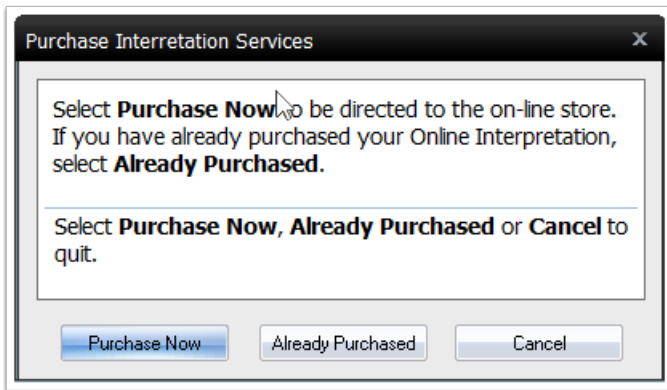 Purchase Interretation Services x
Select Purchase Now to be directed to the on-line store.
If you have already purchased your Online Interpretation,
select Already Purchased.
Select Purchase Now, Already Purchased or Cancel to
quit.
Purchase Now Already Purchased Cancel